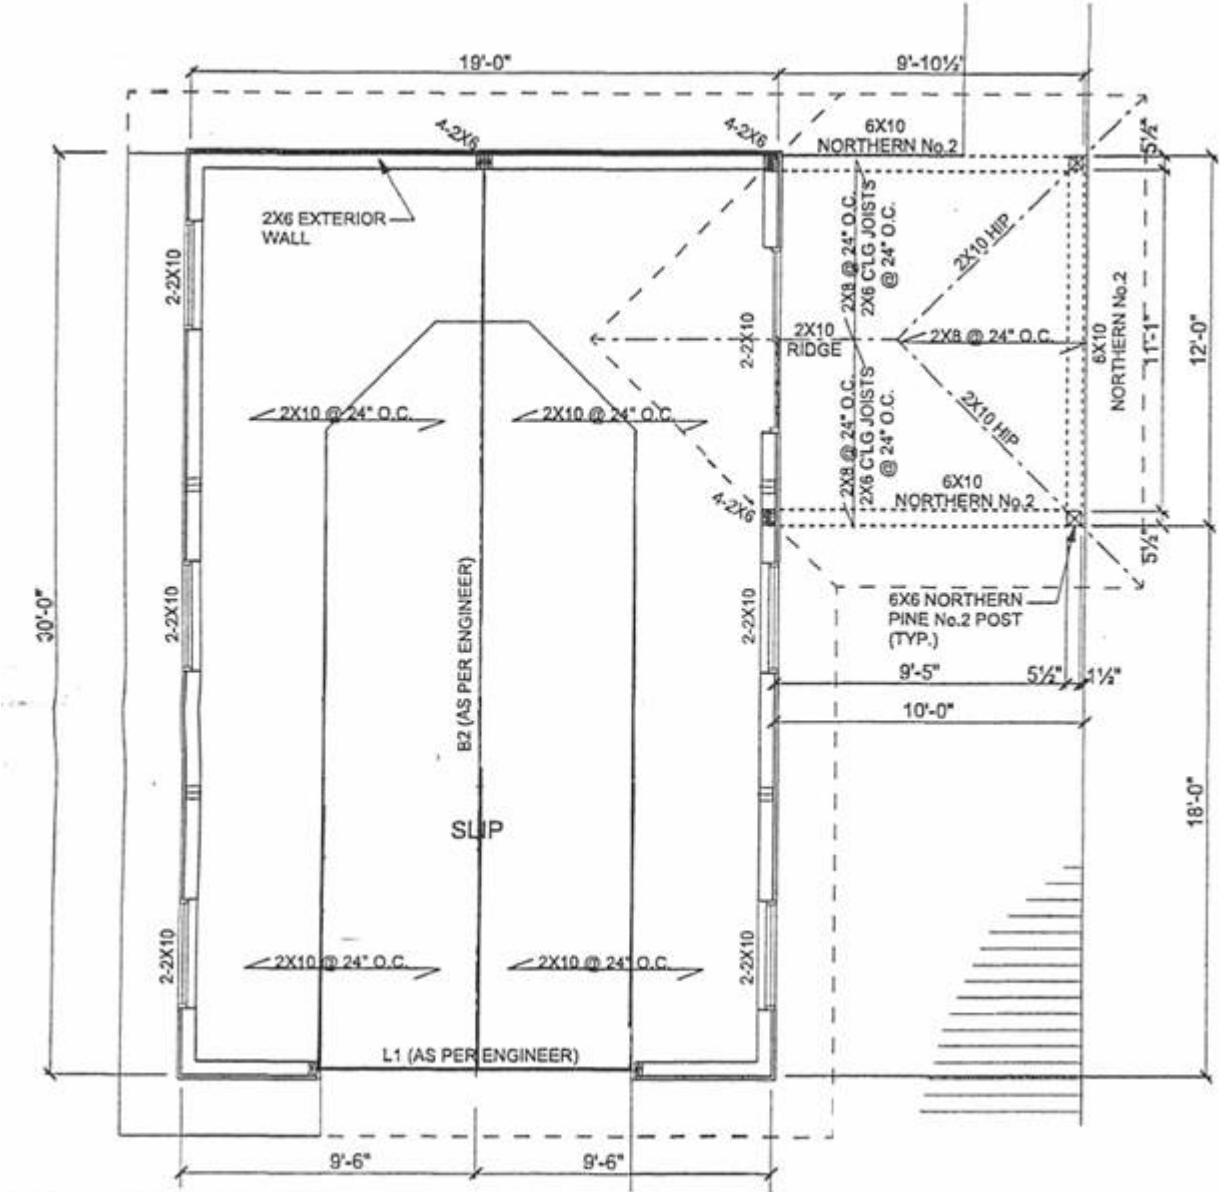 19'-0"
9'-10½"
4-2X6
4-2X6
6X10
NORTHERN No.2
5½"
2X6 EXTERIOR
WALL
2-2X10
2X8 @ 24" O.C.
2X6 C'LG JOISTS
@ 24" O.C.
2X10 HIP
6X10
NORTHERN No.2
11'-1"
12'-0"
2-2X10
2X10
RIDGE
2X8 @ 24" O.C.
2X10 @ 24" O.C.
2X10 @ 24" O.C.
2X8 @ 24" O.C.
2X6 C'LG JOISTS
@ 24" O.C.
2X10 HIP
6X10
NORTHERN No.2
4-2X6
5½"
30'-0"
2-2X10
B2 (AS PER ENGINEER)
2-2X10
6X6 NORTHERN
PINE No.2 POST
(TYP.)
9'-5"
5½"
1½"
10'-0"
18'-0"
SLIP
2-2X10
2X10 @ 24" O.C.
2X10 @ 24" O.C.
2-2X10
L1 (AS PER ENGINEER)
9'-6"
9'-6"